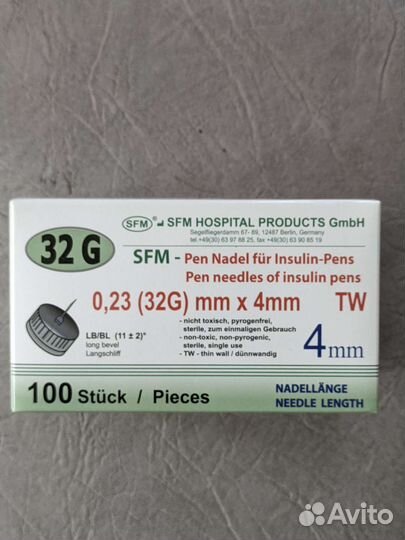 SFM SFM HOSPITAL PRODUCTS GmbH
Segelfliegerdamm 67- 89, 12487 Berlin, Germany
tel.+49(30) 63 97 88 25, fax +49(30) 63 90 85 19
32 G
SFM - Pen Nadel für Insulin-Pens
Pen needles of insulin pens
0,23 (32G) mm x 4mm TW
- nicht toxisch, pyrogenfrei,
sterile, zum einmaligen Gebrauch
- non-toxic, non-pyrogenic,
sterile, single use
- TW - thin wall / dünnwandig
LB/BL (11 ± 2)°
long bevel
Langschliff
4mm
100 Stück / Pieces
NADELLÄNGE
NEEDLE LENGTH
Avito